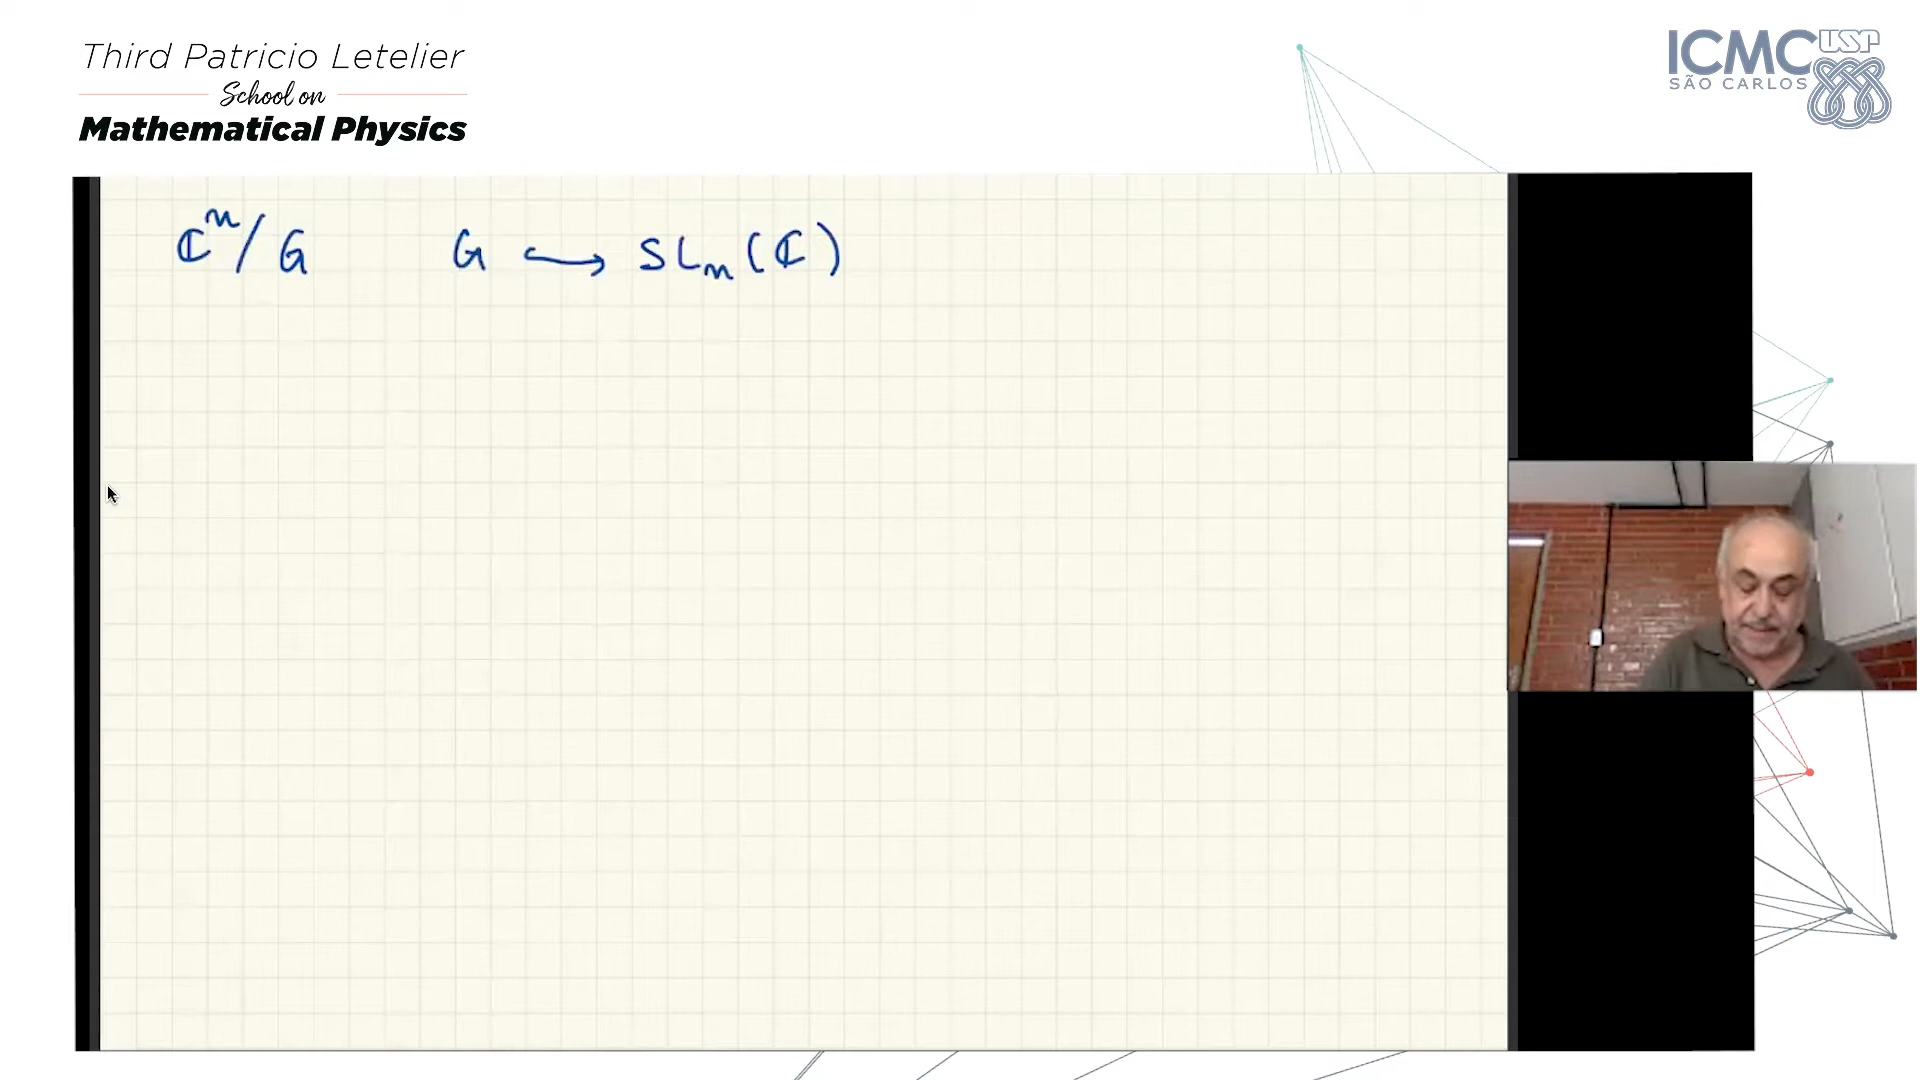 Third Patricio Letelier
School on
Mathematical Physics
ICMC USP
SÃO CARLOS
ℂⁿ/G G ↪ SLₙ(ℂ)